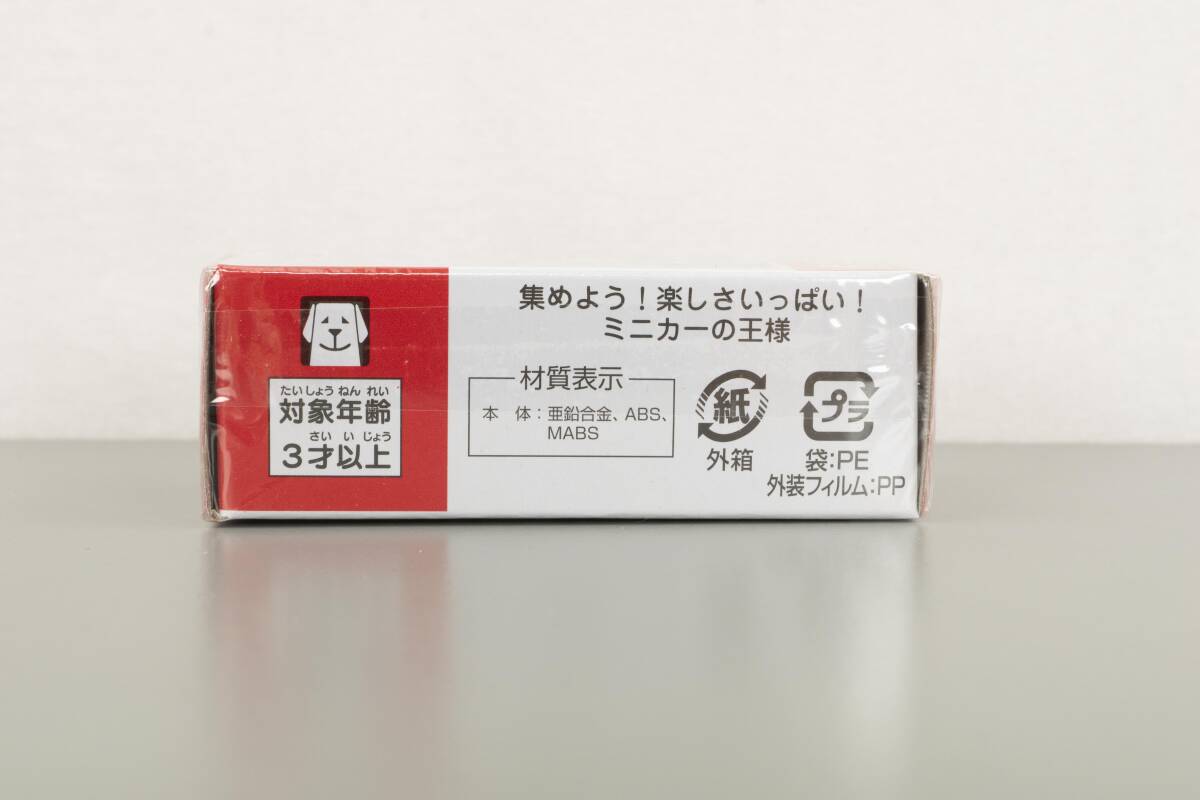 たいしょうねんれい
対象年齢
さいいじょう
3才以上
集めよう!楽しさいっぱい!
ミニカーの王様
材質表示
本 体:亜鉛合金、ABS、
MABS
紙
外箱
プラ
袋:PE
外装フィルム:PP